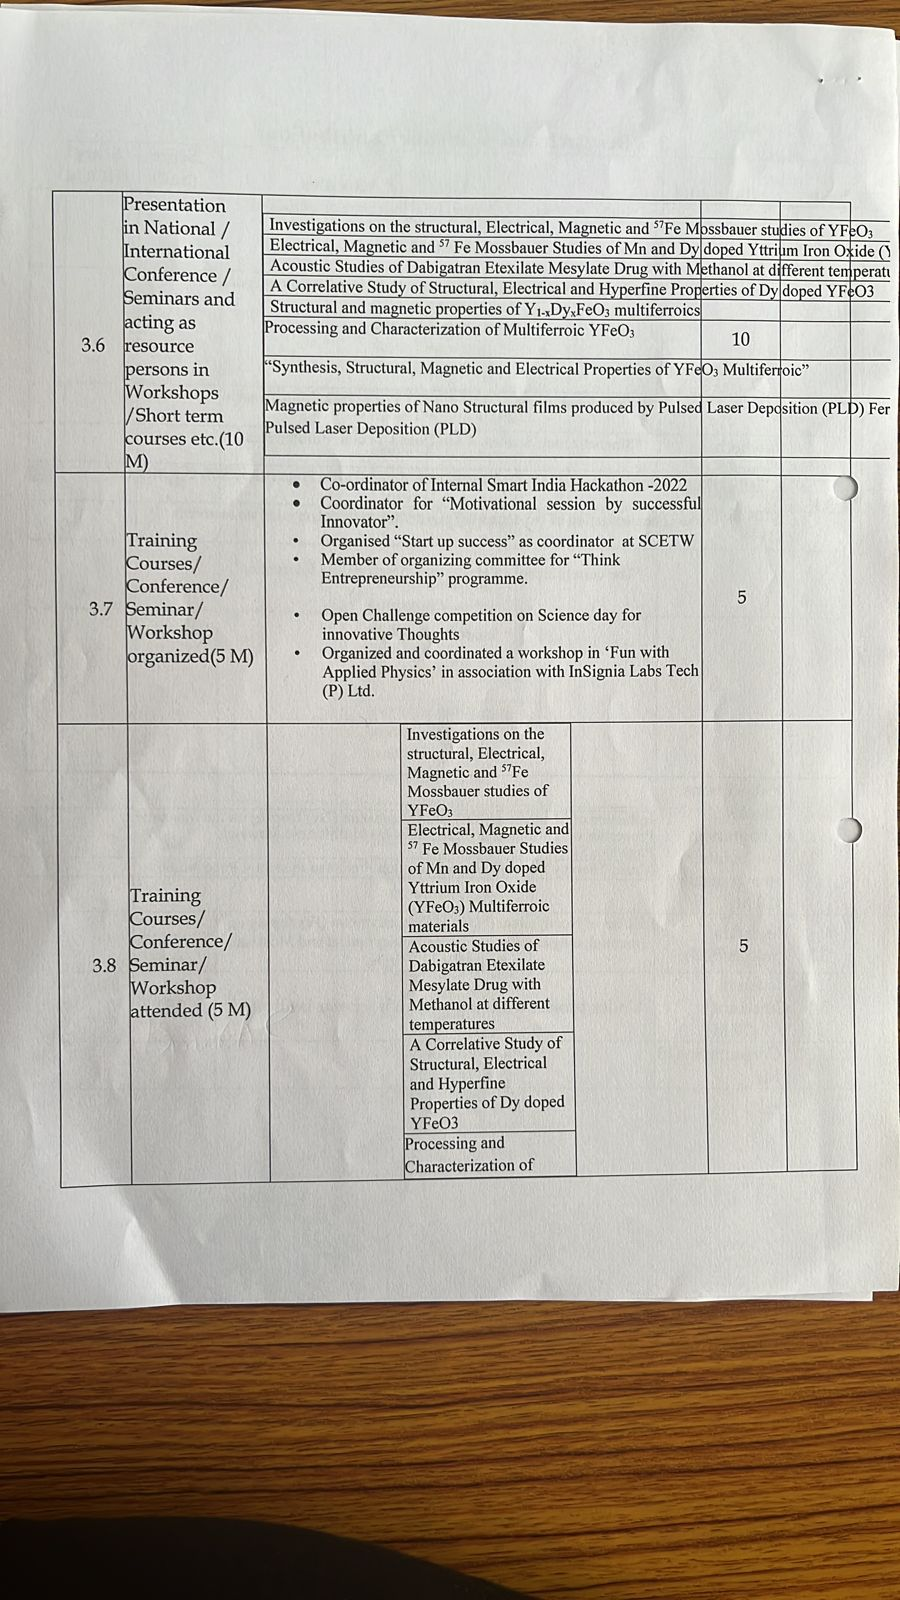 3.6
Presentation
in National /
International
Conference /
Seminars and
acting as
resource
persons in
Workshops
/Short term
courses etc.(10
M)
Investigations on the structural, Electrical, Magnetic and ⁵⁷Fe Mossbauer studies of YFeO₃
Electrical, Magnetic and ⁵⁷ Fe Mossbauer Studies of Mn and Dy doped Yttrium Iron Oxide (Y
Acoustic Studies of Dabigatran Etexilate Mesylate Drug with Methanol at different temperatu
A Correlative Study of Structural, Electrical and Hyperfine Properties of Dy doped YFeO3
Structural and magnetic properties of Y₁₋ₓDyₓFeO₃ multiferroics
Processing and Characterization of Multiferroic YFeO₃
“Synthesis, Structural, Magnetic and Electrical Properties of YFeO₃ Multiferroic”
Magnetic properties of Nano Structural films produced by Pulsed Laser Deposition (PLD) Fer
Pulsed Laser Deposition (PLD)
10
3.7
Training
Courses/
Conference/
Seminar/
Workshop
organized(5 M)
• Co-ordinator of Internal Smart India Hackathon -2022
• Coordinator for “Motivational session by successful
Innovator”.
• Organised “Start up success” as coordinator at SCETW
• Member of organizing committee for “Think
Entrepreneurship” programme.
• Open Challenge competition on Science day for
innovative Thoughts
• Organized and coordinated a workshop in ‘Fun with
Applied Physics’ in association with InSignia Labs Tech
(P) Ltd.
5
3.8
Training
Courses/
Conference/
Seminar/
Workshop
attended (5 M)
Investigations on the
structural, Electrical,
Magnetic and ⁵⁷Fe
Mossbauer studies of
YFeO₃
Electrical, Magnetic and
⁵⁷ Fe Mossbauer Studies
of Mn and Dy doped
Yttrium Iron Oxide
(YFeO₃) Multiferroic
materials
Acoustic Studies of
Dabigatran Etexilate
Mesylate Drug with
Methanol at different
temperatures
A Correlative Study of
Structural, Electrical
and Hyperfine
Properties of Dy doped
YFeO3
Processing and
Characterization of
5